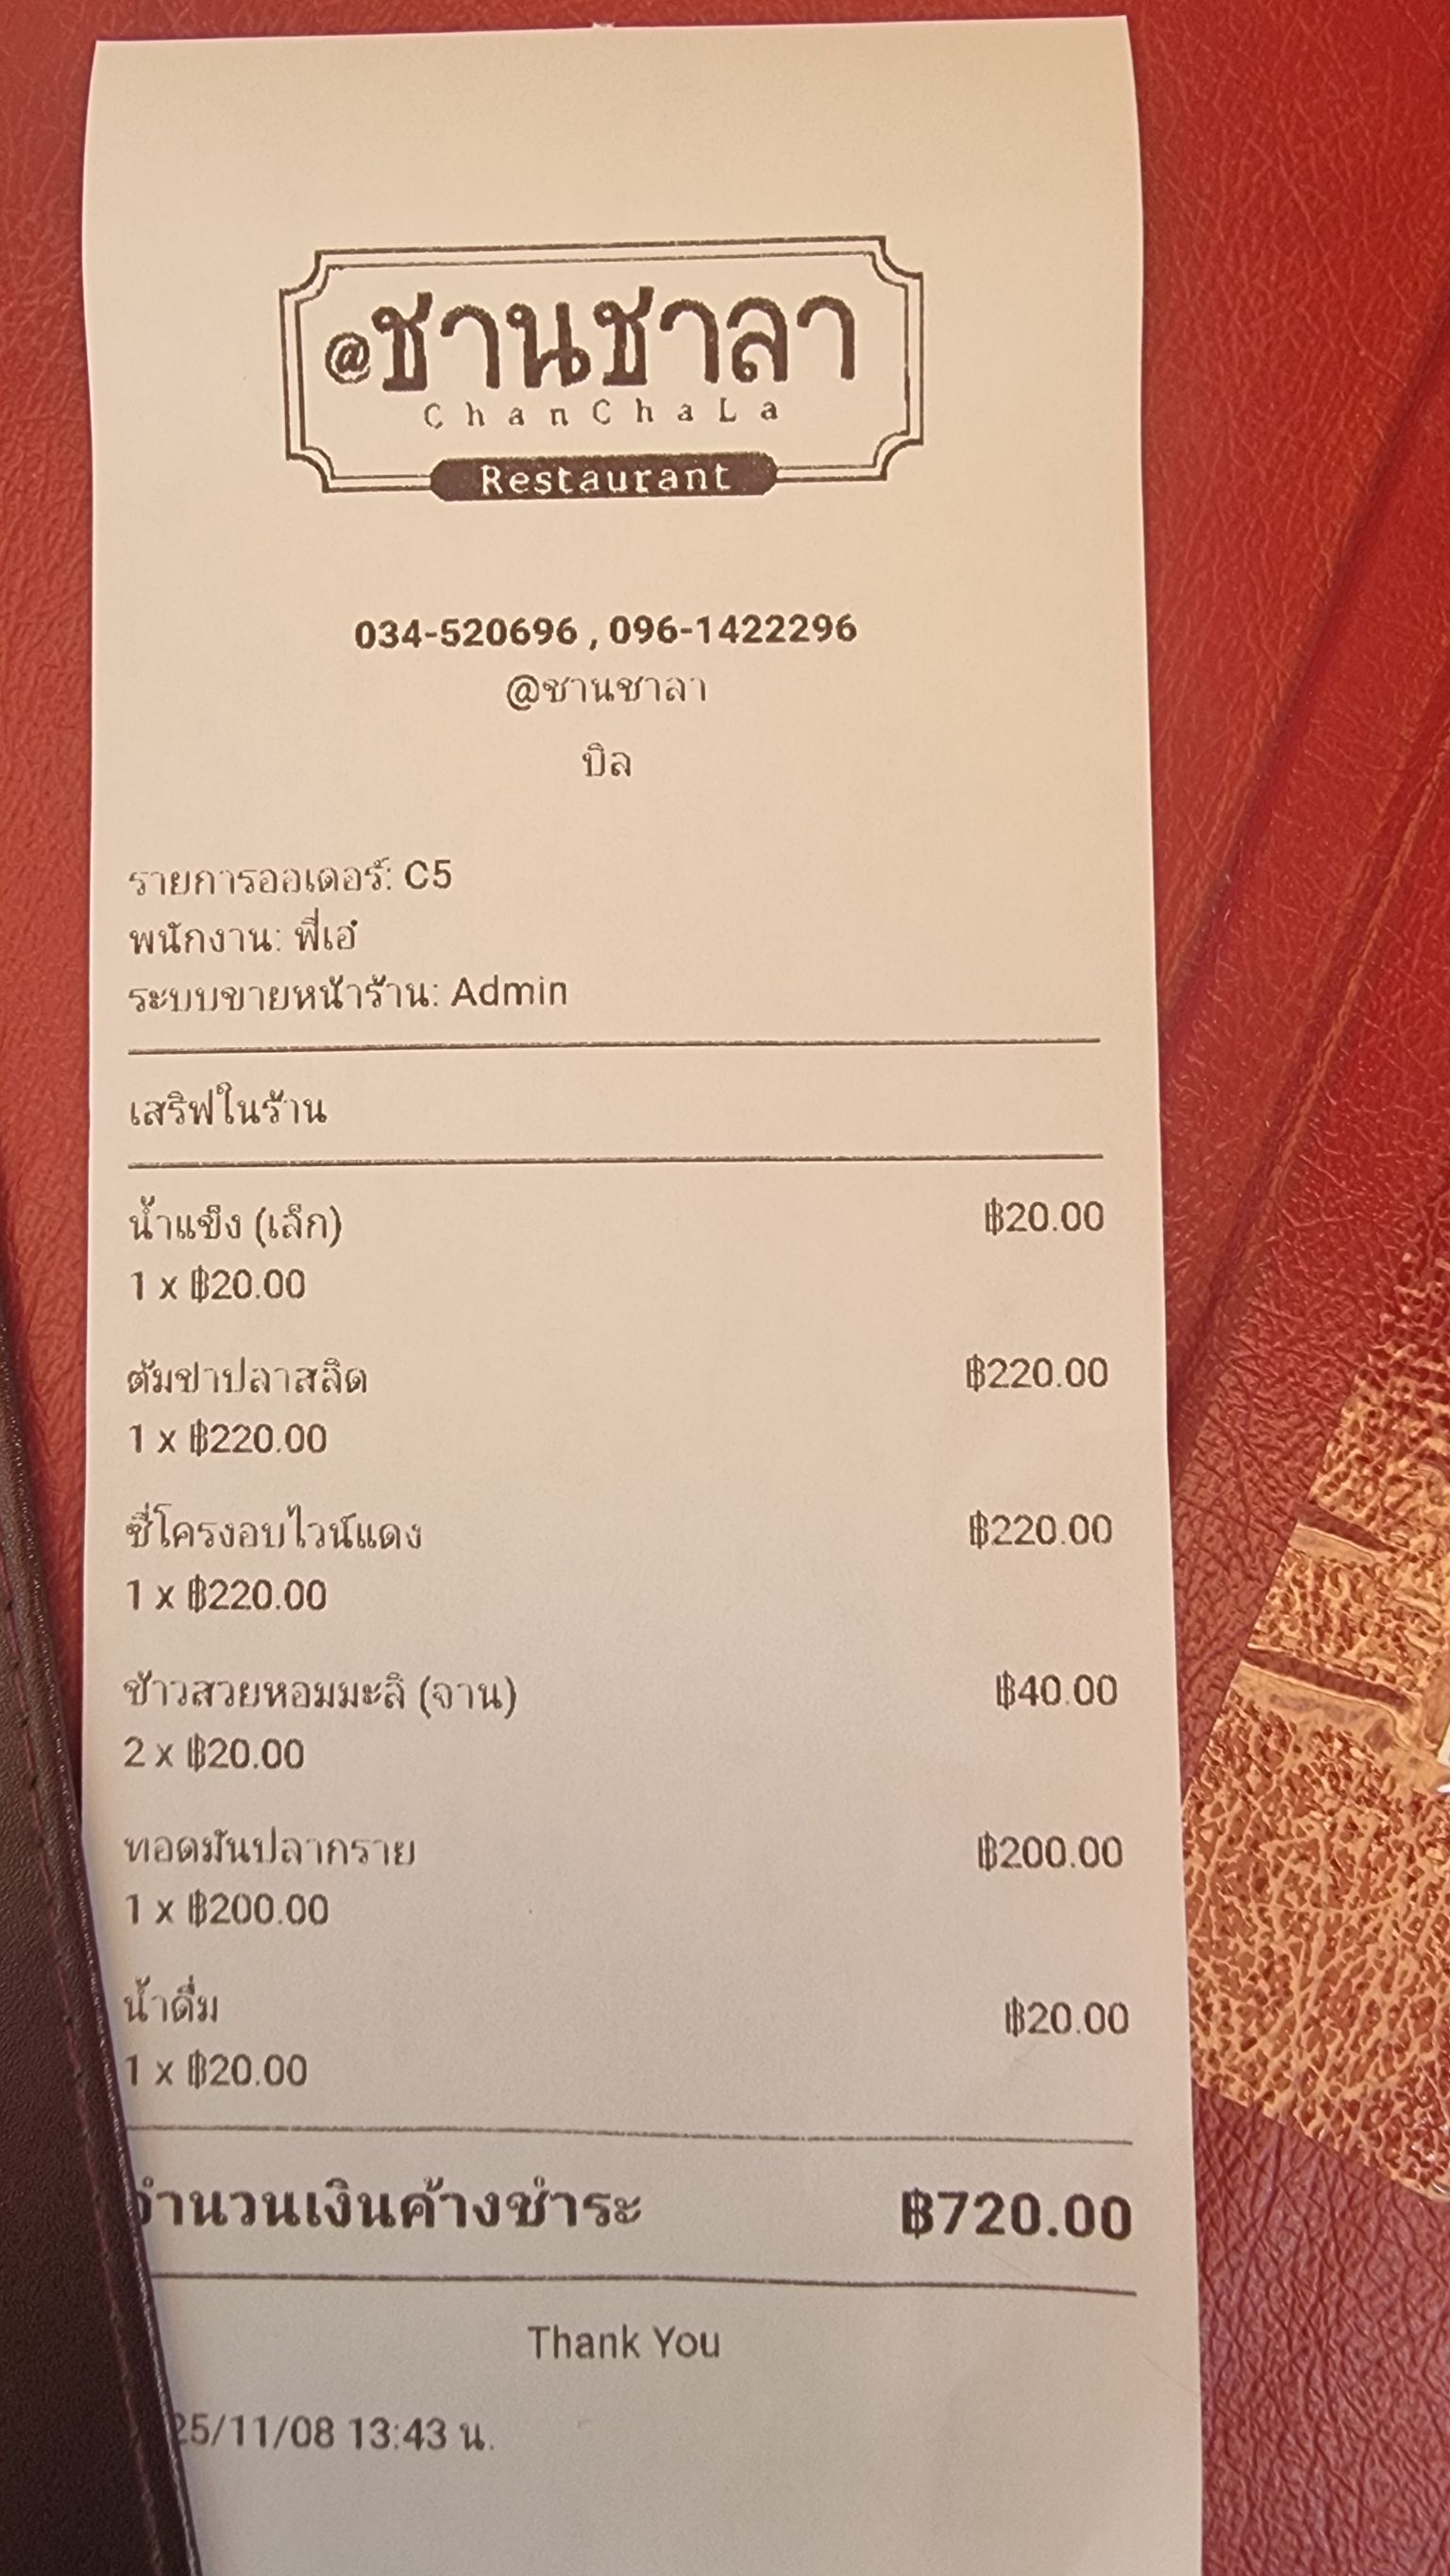 @ชานชาลา
ChanChaLa
Restaurant
034-520696 , 096-1422296
@ชานชาลา
บิล
รายการออเดอร์: C5
พนักงาน: พี่เอ๋
ระบบขายหน้าร้าน: Admin
เสริฟในร้าน
น้ำแข็ง (เล็ก) ฿20.00
1 x ฿20.00
ต้มขาปลาสลิด ฿220.00
1 x ฿220.00
ซี่โครงอบไวน์แดง ฿220.00
1 x ฿220.00
ข้าวสวยหอมมะลิ (จาน) ฿40.00
2 x ฿20.00
ทอดมันปลากราย ฿200.00
1 x ฿200.00
น้ำดื่ม ฿20.00
1 x ฿20.00
จำนวนเงินค้างชำระ ฿720.00
Thank You
25/11/08 13:43 น.